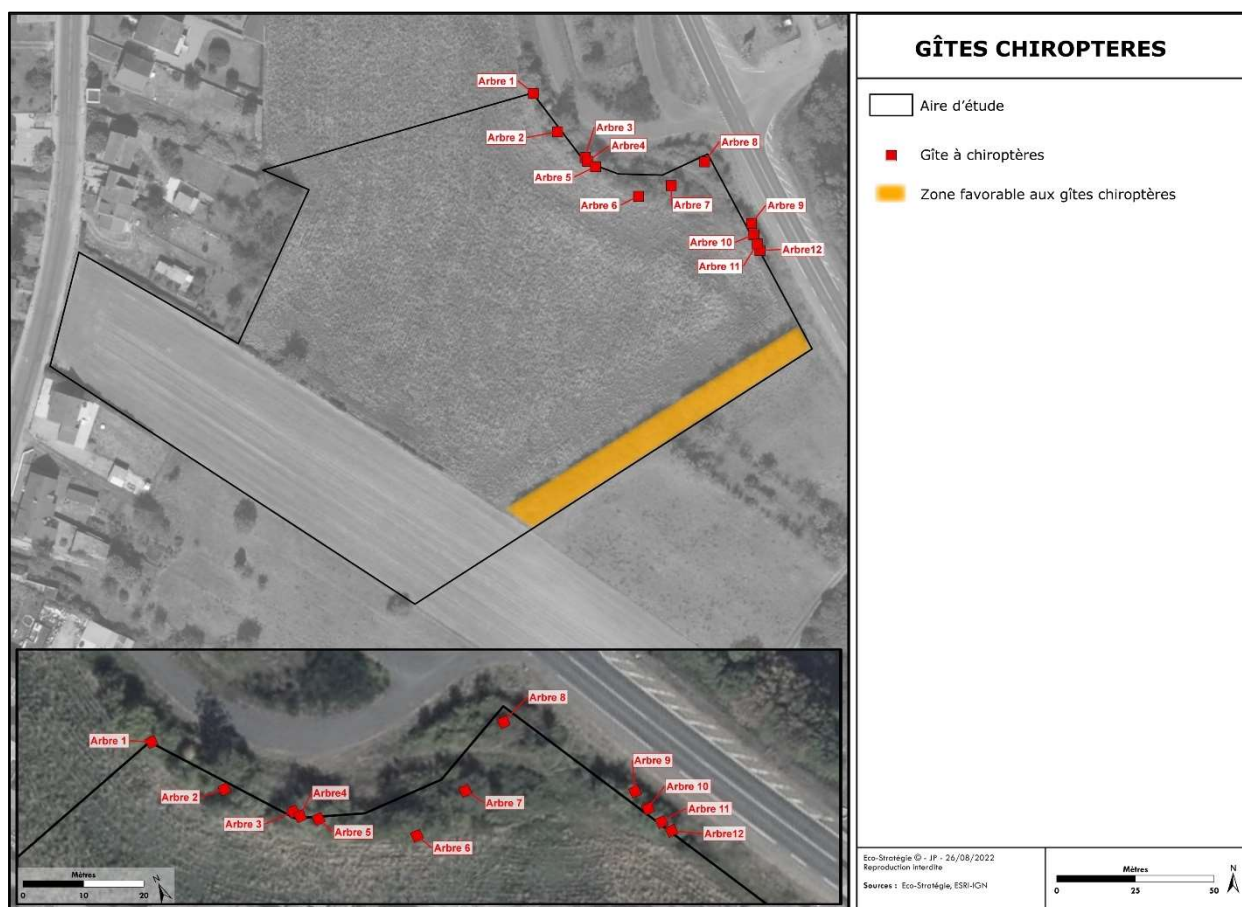 GÎTES CHIROPTERES
Aire d'étude
Gîte à chiroptères
Zone favorable aux gîtes chiroptères
Arbre 1
Arbre 2
Arbre 3
Arbre4
Arbre 5
Arbre 6
Arbre 7
Arbre 8
Arbre 9
Arbre 10
Arbre 11
Arbre12
Arbre 1
Arbre 2
Arbre 3
Arbre4
Arbre 5
Arbre 6
Arbre 7
Arbre 8
Arbre 9
Arbre 10
Arbre 11
Arbre12
Mètres
0 10 20
N
Eco-Stratégie © - JP - 26/08/2022
Reproduction interdite
Sources : Eco-Stratégie, ESRI-IGN
Mètres
0 25 50
N